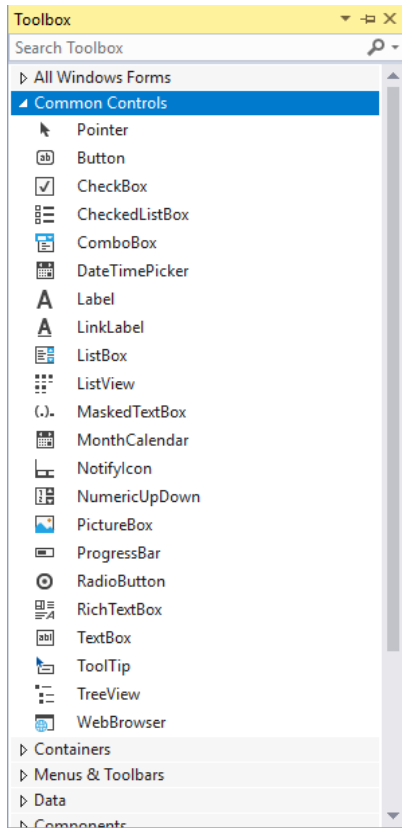 Toolbox
Search Toolbox
All Windows Forms
Common Controls
Pointer
Button
CheckBox
CheckedListBox
ComboBox
DateTimePicker
Label
LinkLabel
ListBox
ListView
MaskedTextBox
MonthCalendar
NotifyIcon
NumericUpDown
PictureBox
ProgressBar
RadioButton
RichTextBox
TextBox
ToolTip
TreeView
WebBrowser
Containers
Menus & Toolbars
Data
Components